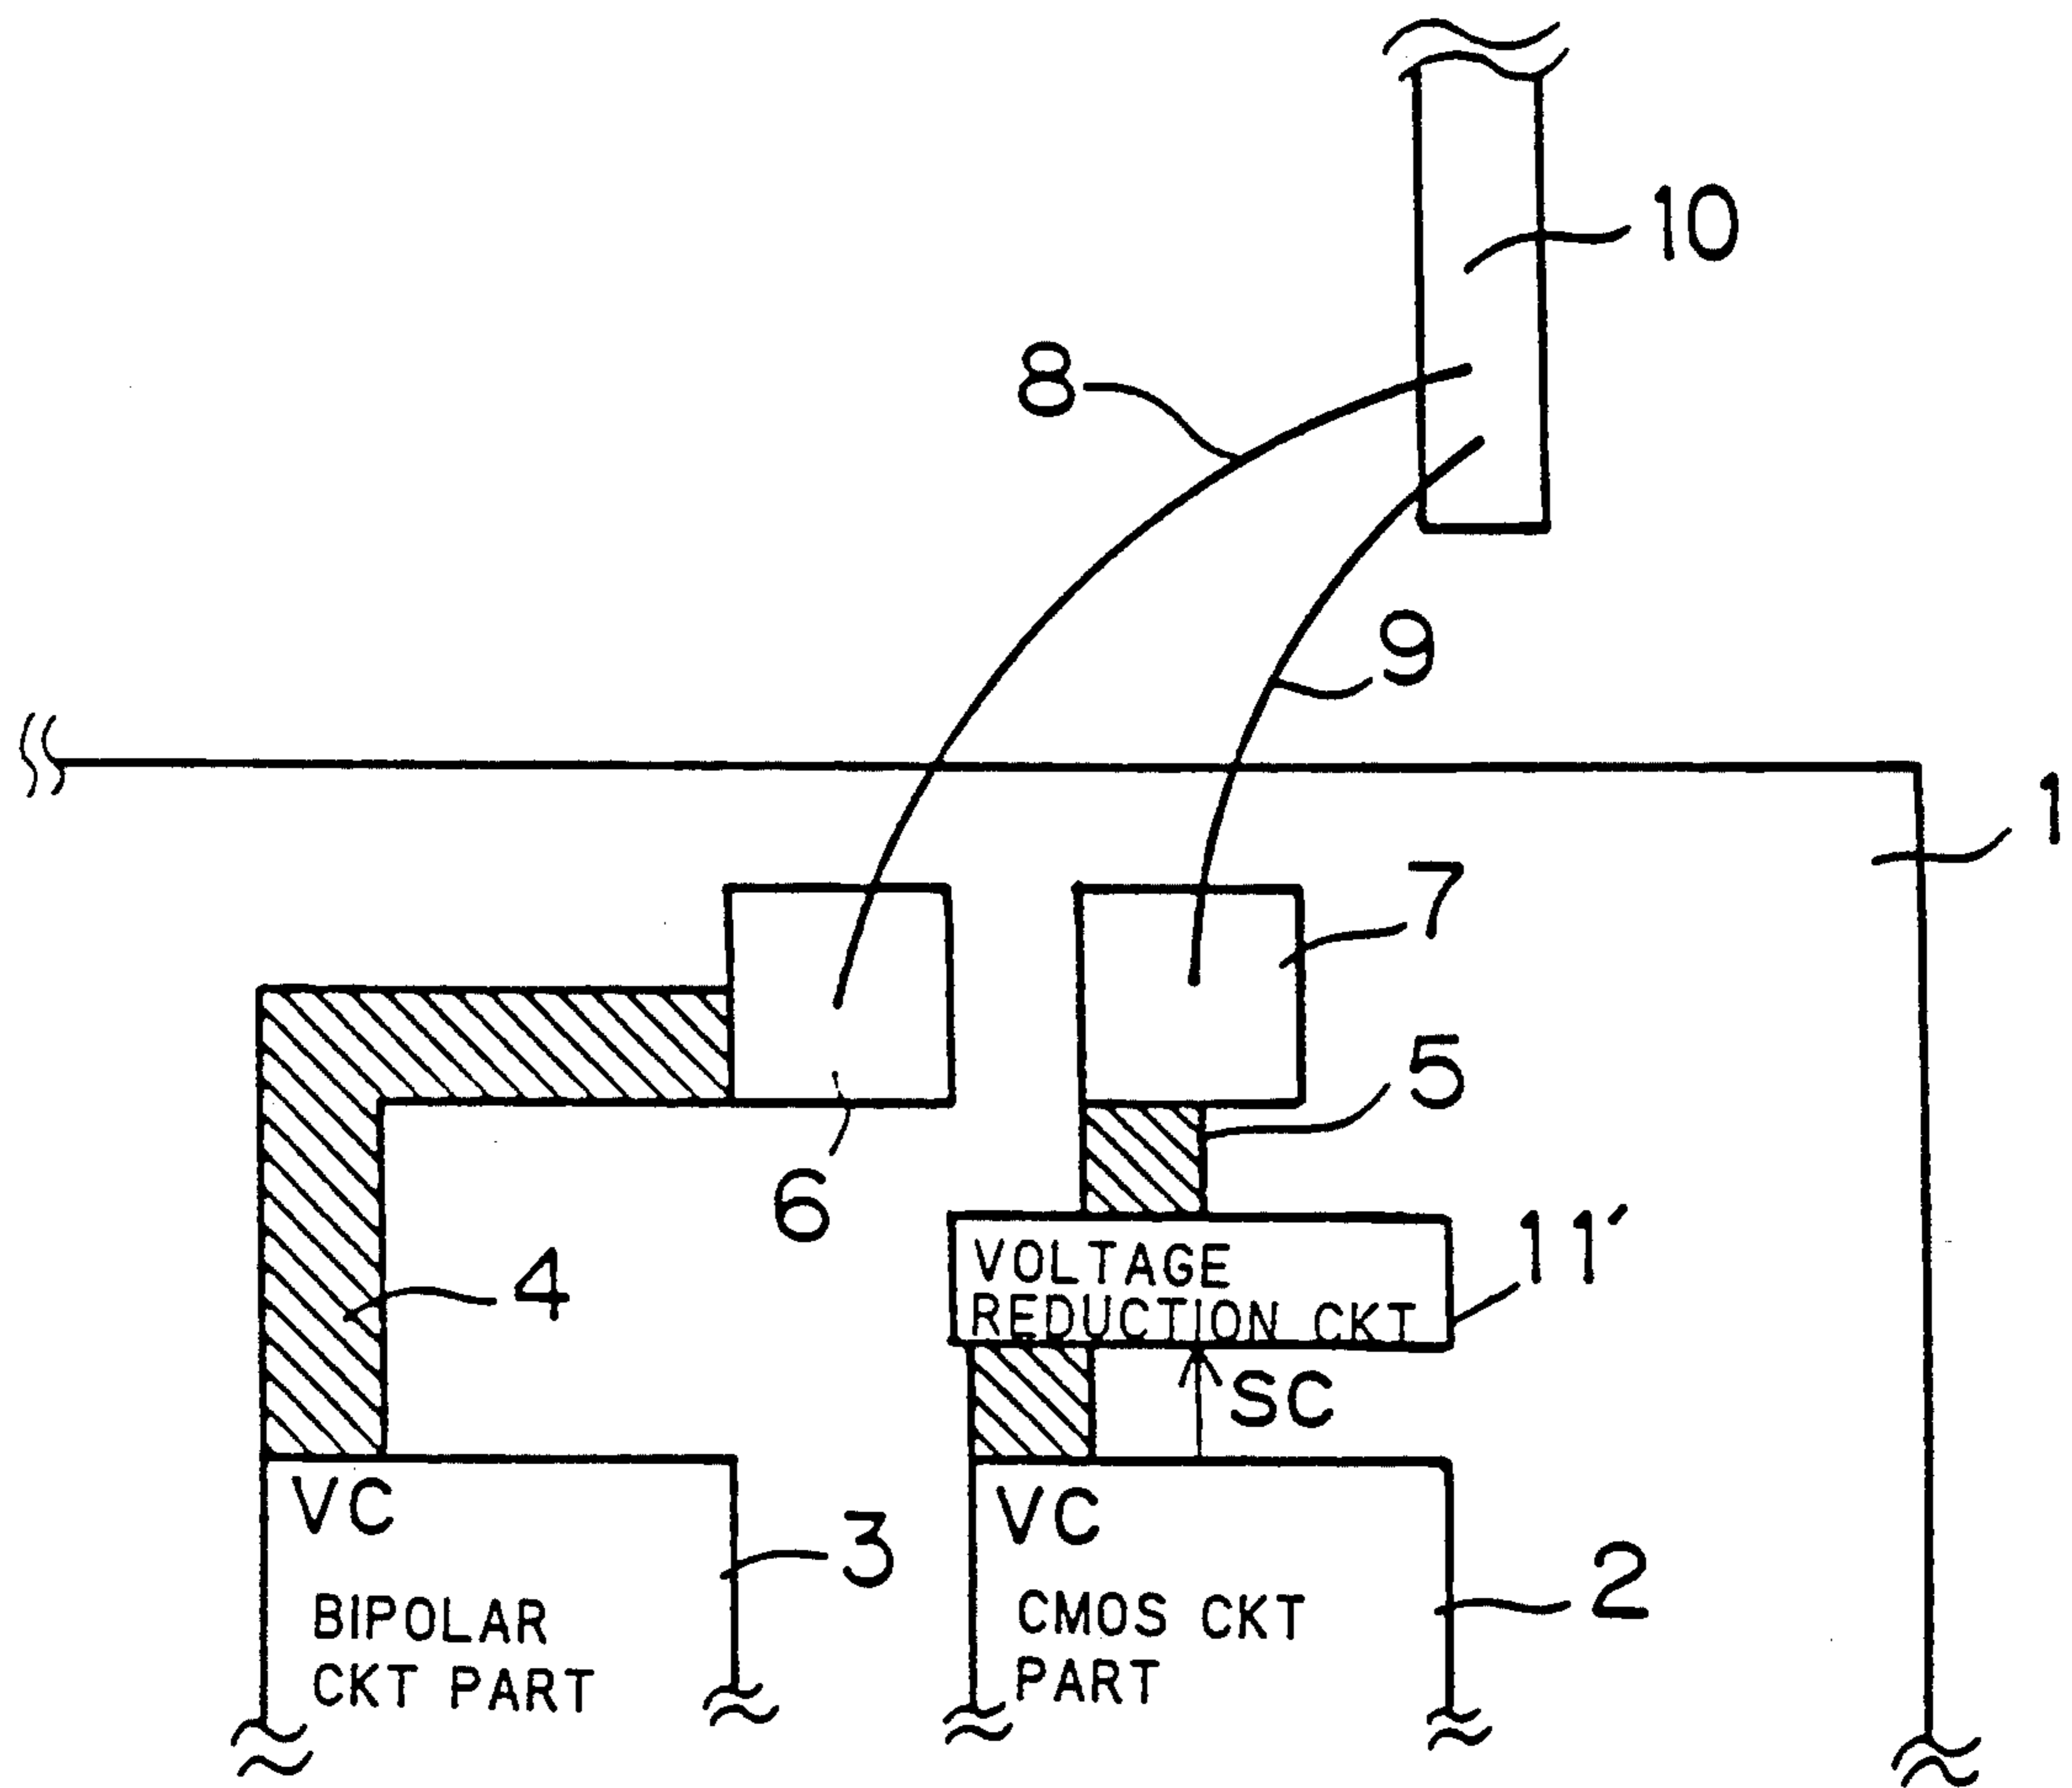 10
8
9
1
7
5
6
11′
4
VOLTAGE
REDUCTION CKT
SC
VC
VC
3
2
BIPOLAR
CKT PART
CMOS CKT
PART